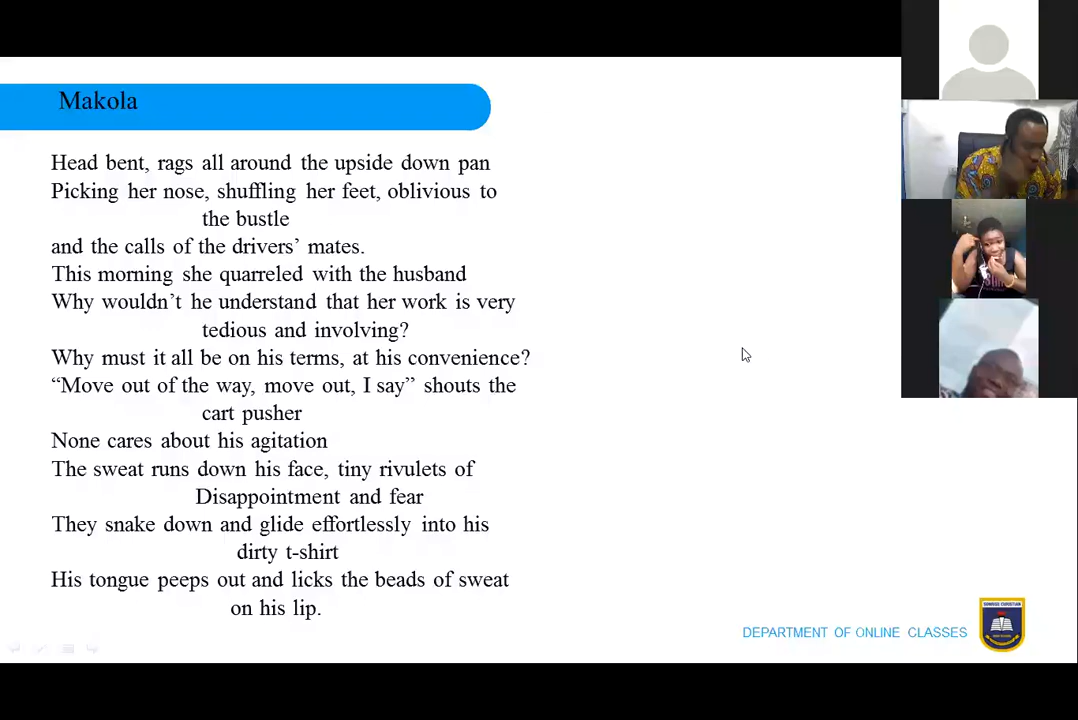 Makola
Head bent, rags all around the upside down pan
Picking her nose, shuffling her feet, oblivious to
the bustle
and the calls of the drivers’ mates.
This morning she quarreled with the husband
Why wouldn’t he understand that her work is very
tedious and involving?
Why must it all be on his terms, at his convenience?
“Move out of the way, move out, I say” shouts the
cart pusher
None cares about his agitation
The sweat runs down his face, tiny rivulets of
Disappointment and fear
They snake down and glide effortlessly into his
dirty t-shirt
His tongue peeps out and licks the beads of sweat
on his lip.
DEPARTMENT OF ONLINE CLASSES